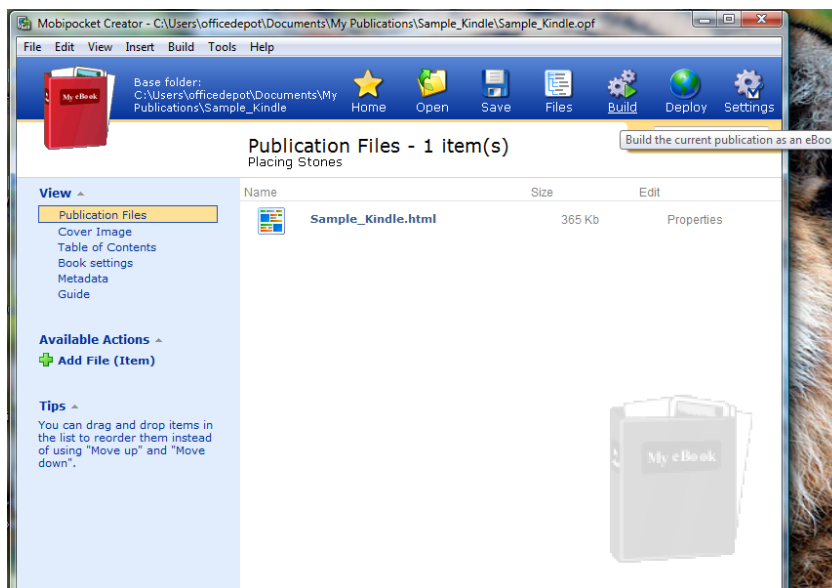 Mobipocket Creator - C:\Users\officedepot\Documents\My Publications\Sample_Kindle\Sample_Kindle.opf
File Edit View Insert Build Tools Help
My eBook
Base folder:
C:\Users\officedepot\Documents\My
Publications\Sample_Kindle
Home Open Save Files Build Deploy Settings
Build the current publication as an eBoo
Publication Files - 1 item(s)
Placing Stones
View
Publication Files
Cover Image
Table of Contents
Book settings
Metadata
Guide
Available Actions
Add File (Item)
Tips
You can drag and drop items in
the list to reorder them instead
of using "Move up" and "Move
down".
Name Size Edit
Sample_Kindle.html 365 Kb Properties
My eBook